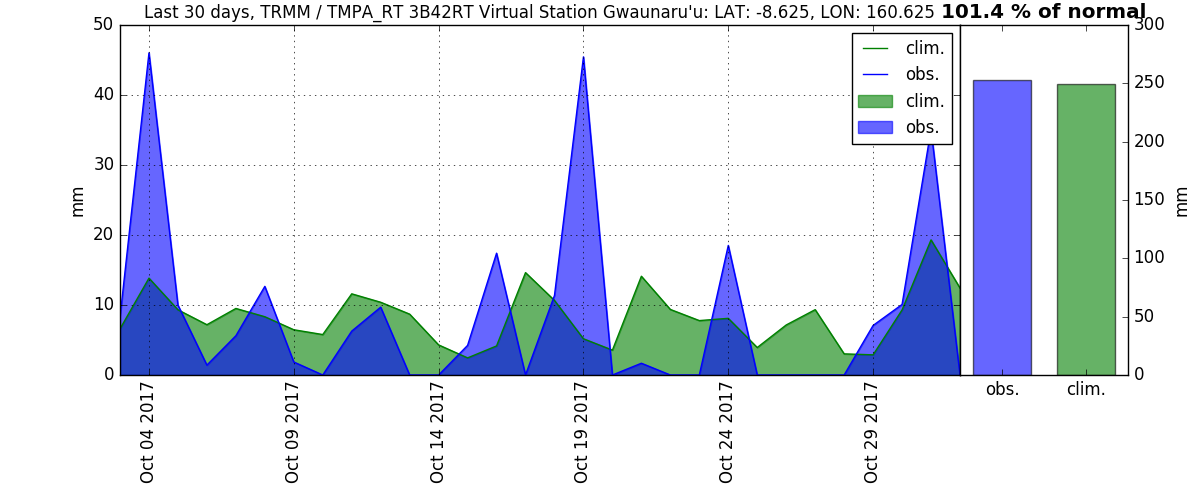 Last 30 days, TRMM / TMPA_RT 3B42RT Virtual Station Gwaunaru'u: LAT: -8.625, LON: 160.625 101.4 % of normal
50
40
30
20
10
0
mm
clim.
obs.
clim.
obs.
300
250
200
150
100
50
0
mm
Oct 04 2017
Oct 09 2017
Oct 14 2017
Oct 19 2017
Oct 24 2017
Oct 29 2017
obs.
clim.